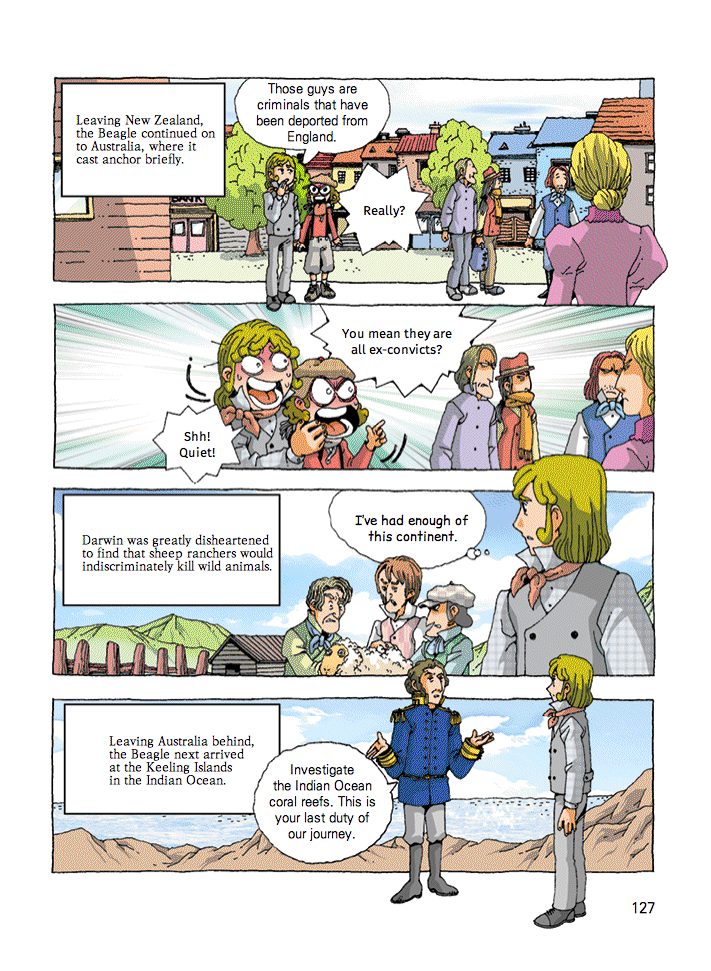 Leaving New Zealand,
the Beagle continued on
to Australia, where it
cast anchor briefly.
Those guys are
criminals that have
been deported from
England.
Really?
BANK
You mean they are
all ex-convicts?
Shh!
Quiet!
Darwin was greatly disheartened
to find that sheep ranchers would
indiscriminately kill wild animals.
I've had enough of
this continent.
Leaving Australia behind,
the Beagle next arrived
at the Keeling Islands
in the Indian Ocean.
Investigate
the Indian Ocean
coral reefs. This is
your last duty of
our journey.
127